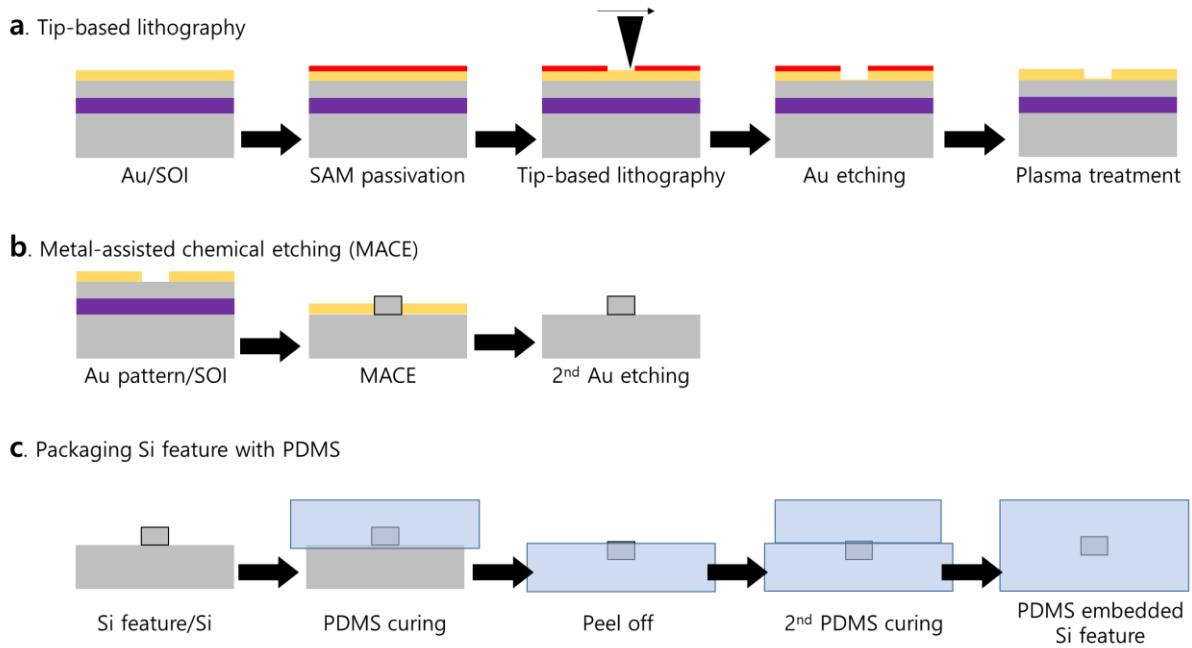 a. Tip-based lithography
Au/SOI
SAM passivation
Tip-based lithography
Au etching
Plasma treatment
b. Metal-assisted chemical etching (MACE)
Au pattern/SOI
MACE
2nd Au etching
c. Packaging Si feature with PDMS
Si feature/Si
PDMS curing
Peel off
2nd PDMS curing
PDMS embedded
Si feature